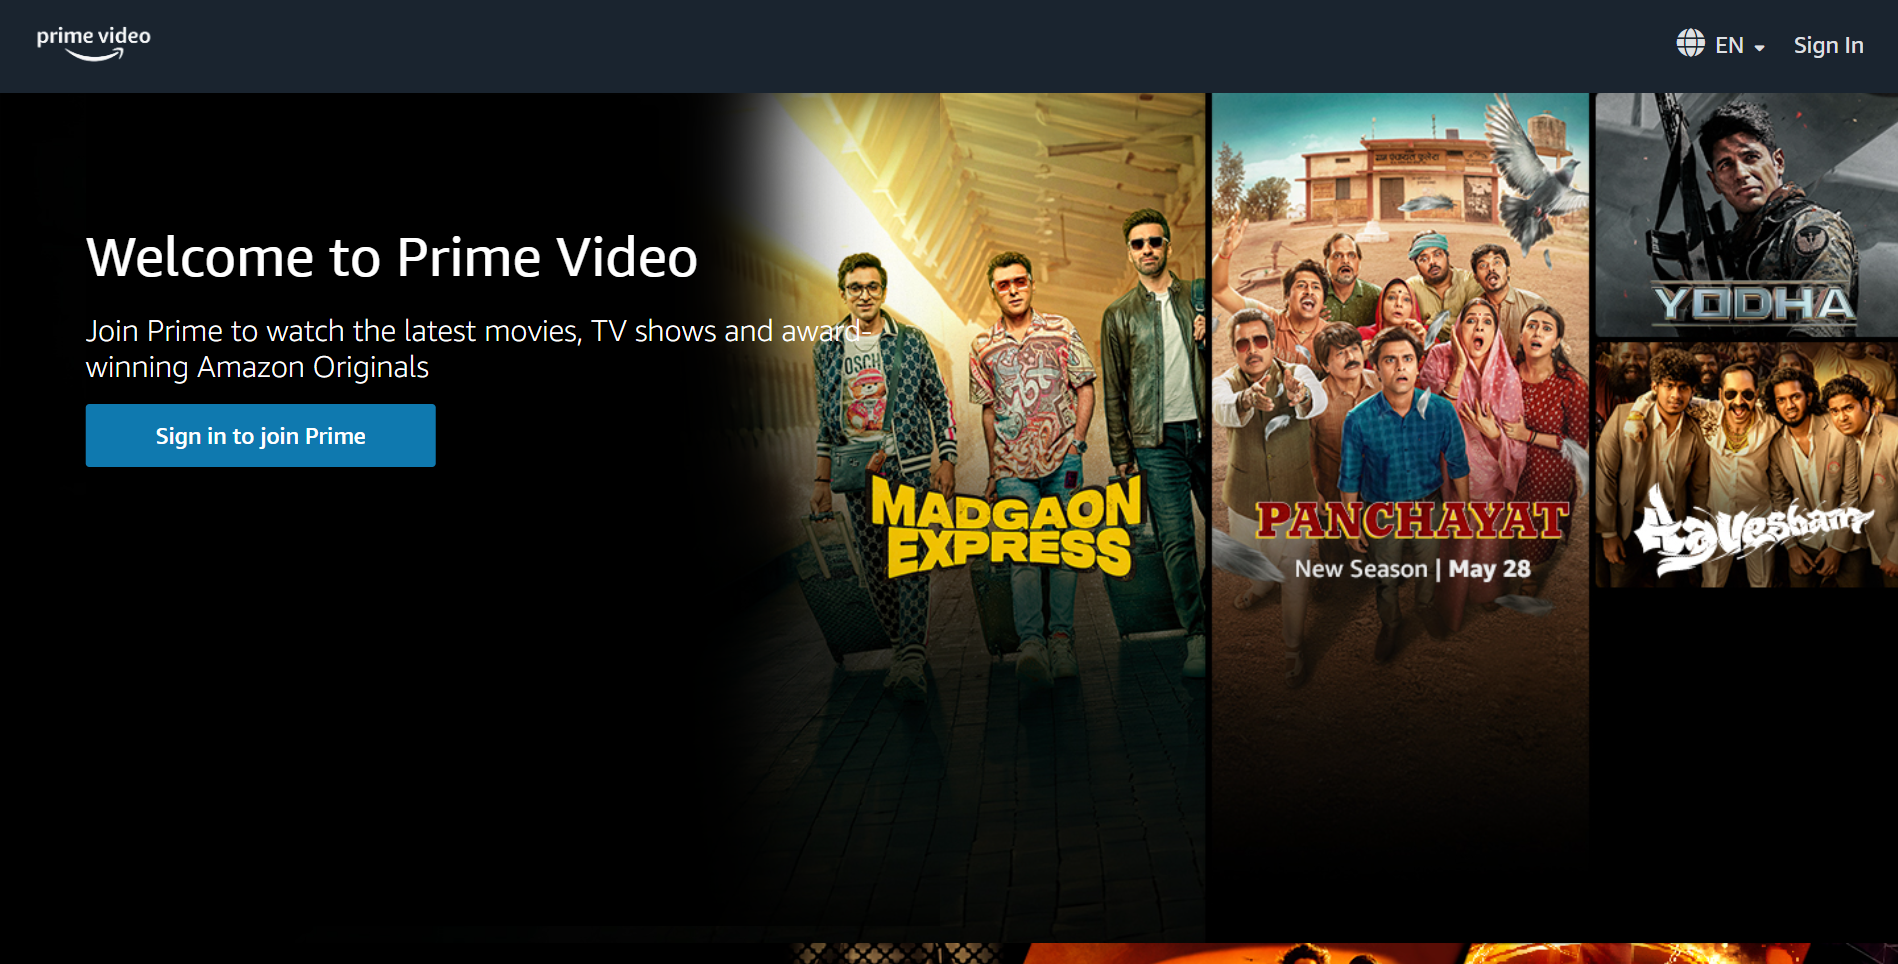 prime video
EN
Sign In
Welcome to Prime Video
Join Prime to watch the latest movies, TV shows and award-
winning Amazon Originals
Sign in to join Prime
MADGAON
EXPRESS
PANCHAYAT
New Season | May 28
YODHA
Aavesham